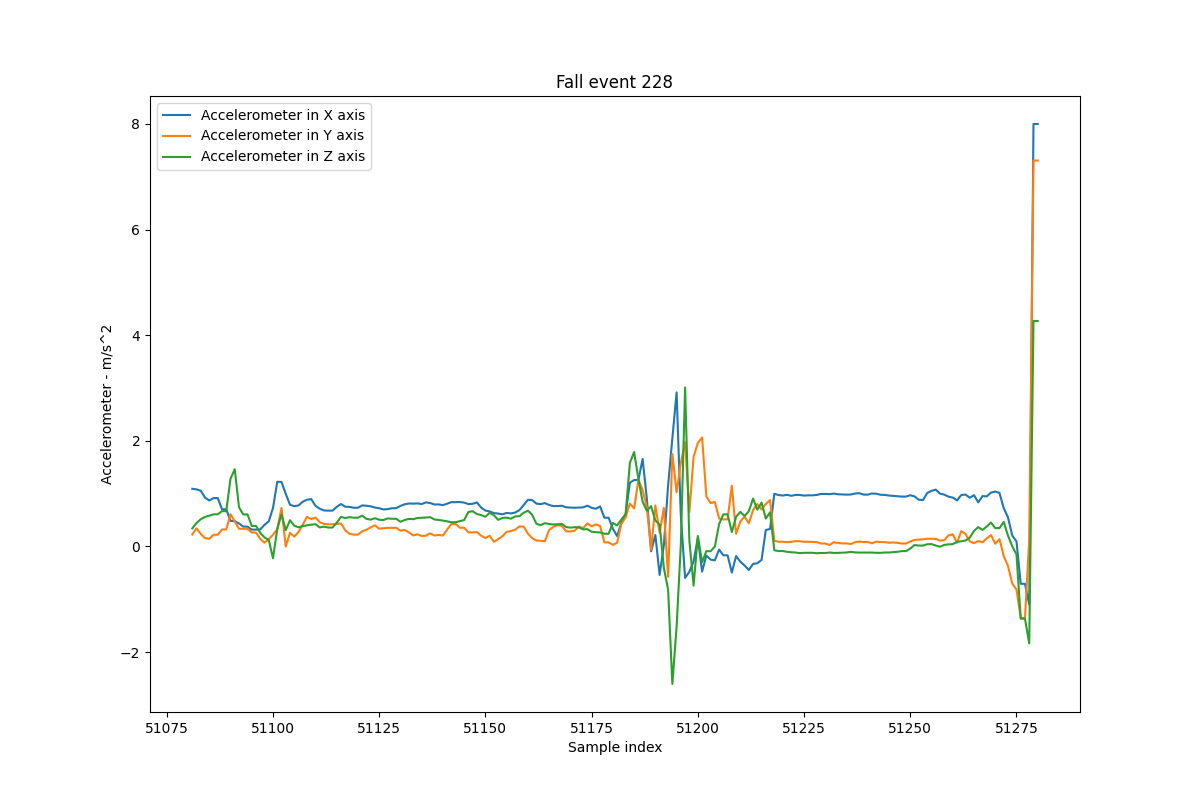 Fall event 228
Accelerometer in X axis
Accelerometer in Y axis
Accelerometer in Z axis
8
6
4
2
0
−2
Accelerometer - m/s^2
51075 51100 51125 51150 51175 51200 51225 51250 51275
Sample index